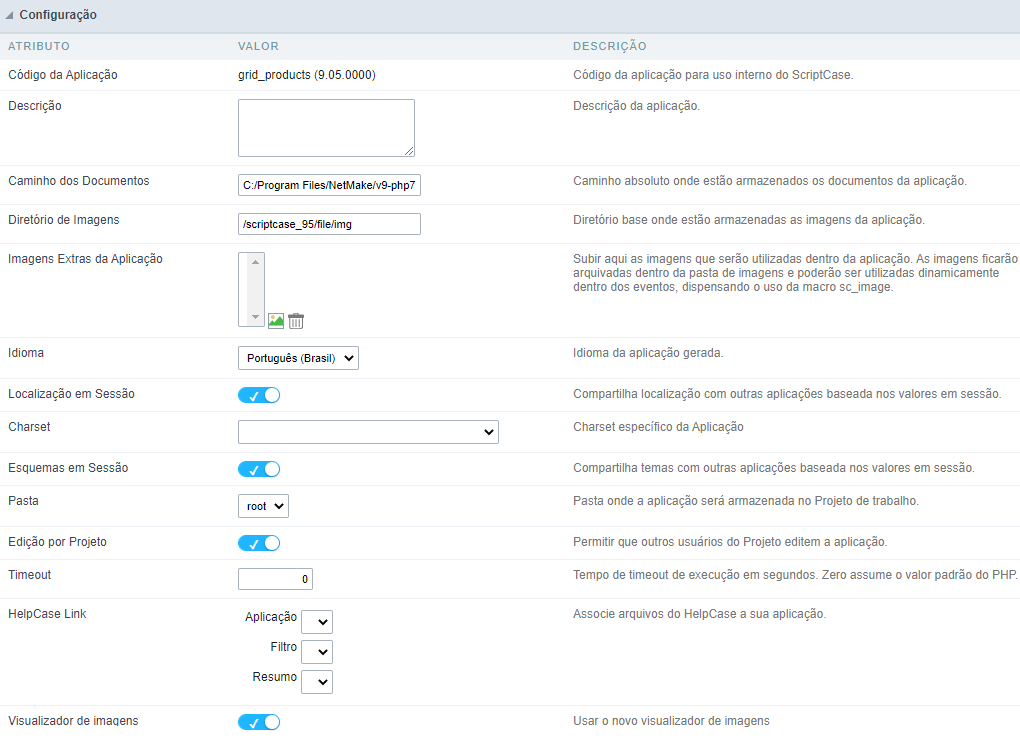 Configuração
ATRIBUTO VALOR DESCRIÇÃO
Código da Aplicação grid_products (9.05.0000) Código da aplicação para uso interno do ScriptCase.
Descrição Descrição da aplicação.
Caminho dos Documentos C:/Program Files/NetMake/v9-php7 Caminho absoluto onde estão armazenados os documentos da aplicação.
Diretório de Imagens /scriptcase_95/file/img Diretório base onde estão armazenadas as imagens da aplicação.
Imagens Extras da Aplicação Subir aqui as imagens que serão utilizadas dentro da aplicação. As imagens ficarão
arquivadas dentro da pasta de imagens e poderão ser utilizadas dinamicamente
dentro dos eventos, dispensando o uso da macro sc_image.
Idioma Português (Brasil) Idioma da aplicação gerada.
Localização em Sessão Compartilha localização com outras aplicações baseada nos valores em sessão.
Charset Charset específico da Aplicação
Esquemas em Sessão Compartilha temas com outras aplicações baseada nos valores em sessão.
Pasta root Pasta onde a aplicação será armazenada no Projeto de trabalho.
Edição por Projeto Permitir que outros usuários do Projeto editem a aplicação.
Timeout 0 Tempo de timeout de execução em segundos. Zero assume o valor padrão do PHP.
HelpCase Link Aplicação Associe arquivos do HelpCase a sua aplicação.
Filtro
Resumo
Visualizador de imagens Usar o novo visualizador de imagens